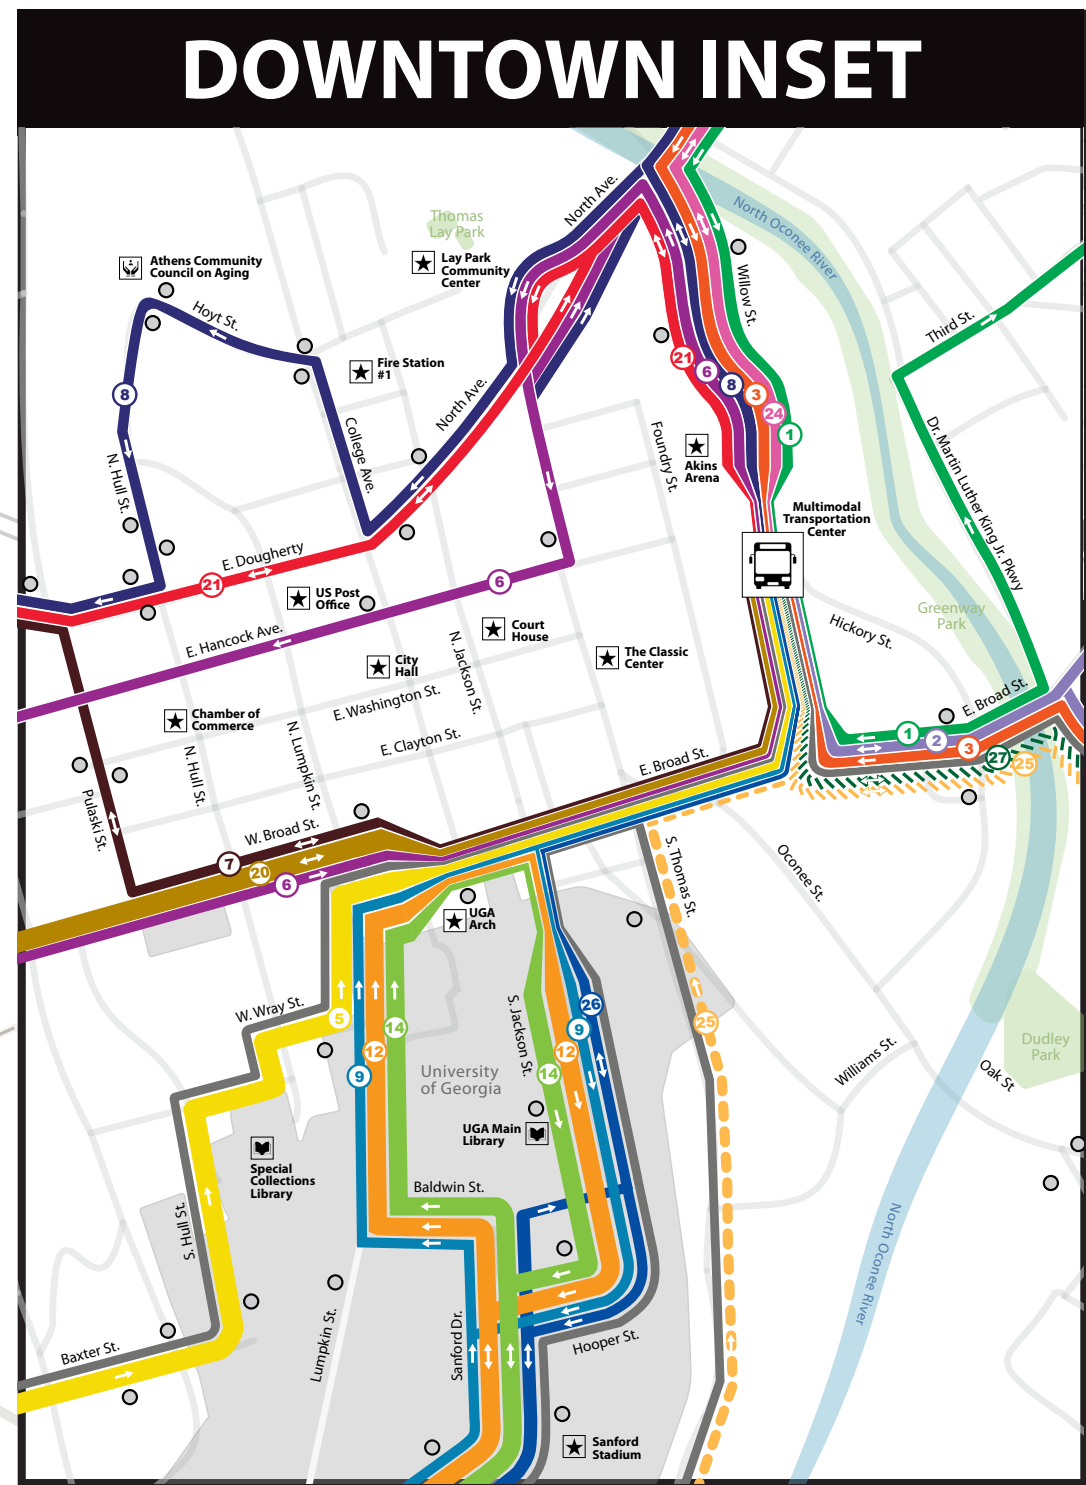 DOWNTOWN INSET
North Ave.
Thomas
Lay Park
Lay Park
Community
Center
Athens Community
Council on Aging
North Oconee River
Willow St.
Hoyt St.
Third St.
Fire Station
#1
21
6
8
3
24
1
8
North Ave.
College Ave.
Foundry St.
Akins
Arena
Dr. Martin Luther King Jr. Pkwy
N. Hull St.
Multimodal
Transportation
Center
E. Dougherty
21
6
US Post
Office
Greenway
Park
Hickory St.
E. Hancock Ave.
Court
House
City
Hall
N. Jackson St.
The Classic
Center
E. Washington St.
E. Broad St.
Chamber of
Commerce
N. Lumpkin St.
E. Clayton St.
1
2
3
27
25
N. Hull St.
E. Broad St.
Pulaski St.
W. Broad St.
7
20
6
S. Thomas St.
Oconee St.
UGA
Arch
W. Wray St.
5
14
12
9
S. Jackson St.
26
9
12
14
25
University
of Georgia
Williams St.
Dudley
Park
Oak St
UGA Main
Library
Special
Collections
Library
Baldwin St.
S. Hull St.
North Oconee River
Baxter St.
Lumpkin St.
Sanford Dr.
Hooper St.
Sanford
Stadium